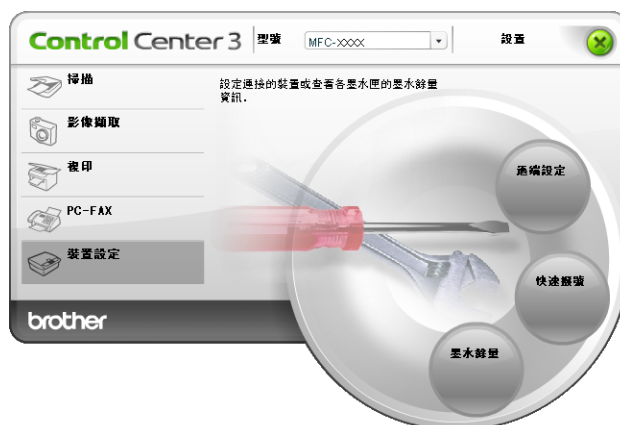 Control Center 3
型號
MFC-XXXX
設置
掃描
設定連接的裝置或查看各墨水匣的墨水餘量
資訊.
影像擷取
複印
PC-FAX
裝置設定
遙端設定
快速撥號
墨水餘量
brother